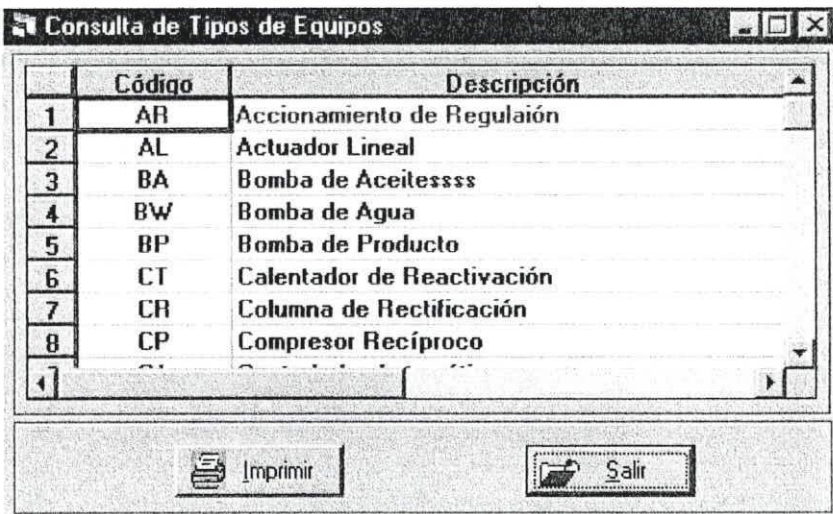 Consulta de Tipos de Equipos
Código Descripción
1 AR Accionamiento de Regulaión
2 AL Actuador Lineal
3 BA Bomba de Aceitessss
4 BW Bomba de Agua
5 BP Bomba de Producto
6 CT Calentador de Reactivación
7 CR Columna de Rectificación
8 CP Compresor Recíproco
Imprimir Salir